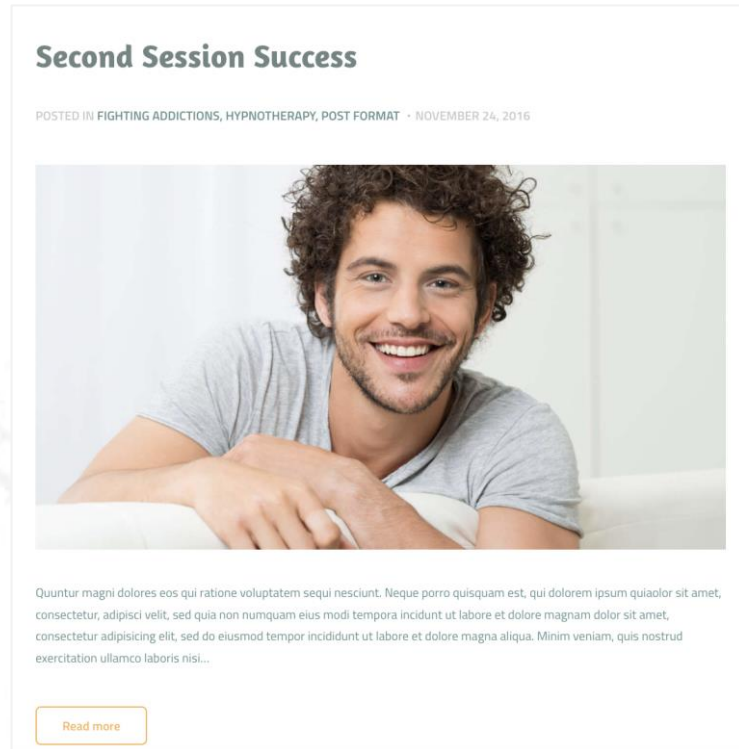 Second Session Success
POSTED IN FIGHTING ADDICTIONS, HYPNOTHERAPY, POST FORMAT · NOVEMBER 24, 2016
Quuntur magni dolores eos qui ratione voluptatem sequi nesciunt. Neque porro quisquam est, qui dolorem ipsum quiaolor sit amet,
consectetur, adipisci velit, sed quia non numquam eius modi tempora incidunt ut labore et dolore magnam dolor sit amet,
consectetur adipisicing elit, sed do eiusmod tempor incididunt ut labore et dolore magna aliqua. Minim veniam, quis nostrud
exercitation ullamco laboris nisi...
Read more